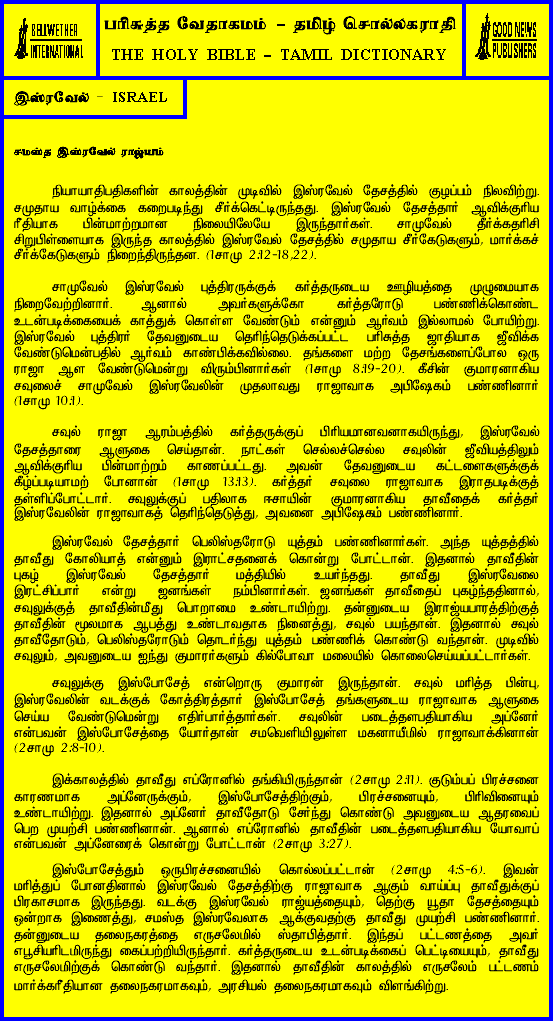 BELLWETHER
INTERNATIONAL
பரிசுத்த வேதாகமம் - தமிழ் சொல்லகராதி
THE HOLY BIBLE - TAMIL DICTIONARY
GOOD NEWS
PUBLISHERS
இஸ்ரவேல் - ISRAEL
சமஸ்த இஸ்ரவேல் ராஜ்யம்
நியாயாதிபதிகளின் காலத்தின் முடிவில் இஸ்ரவேல் தேசத்தில் குழப்பம் நிலவிற்று.
சமுதாய வாழ்க்கை கறைபடிந்து சீர்க்கெட்டிருந்தது. இஸ்ரவேல் தேசத்தார் ஆவிக்குரிய
ரீதியாக பின்மாற்றமான நிலையிலேயே இருந்தார்கள். சாமுவேல் தீர்க்கதரிசி
சிறுபிள்ளையாக இருந்த காலத்தில் இஸ்ரவேல் தேசத்தில் சமுதாய சீர்கேடுகளும், மார்க்கச்
சீர்க்கேடுகளும் நிறைந்திருந்தன. (1சாமு 2:12-18,22).
சாமுவேல் இஸ்ரவேல் புத்திரருக்குக் கர்த்தருடைய ஊழியத்தை முழுமையாக
நிறைவேற்றினார். ஆனால் அவர்களுக்கோ கர்த்தரோடு பண்ணிக்கொண்ட
உடன்படிக்கையைக் காத்துக் கொள்ள வேண்டும் என்னும் ஆர்வம் இல்லாமல் போயிற்று.
இஸ்ரவேல் புத்திரர் தேவனுடைய தெரிந்தெடுக்கப்பட்ட பரிசுத்த ஜாதியாக ஜீவிக்க
வேண்டுமென்பதில் ஆர்வம் காண்பிக்கவில்லை. தங்களை மற்ற தேசங்களைப்போல ஒரு
ராஜா ஆள வேண்டுமென்று விரும்பினார்கள் (1சாமு 8:19-20). கீசின் குமாரனாகிய
சவுலைச் சாமுவேல் இஸ்ரவேலின் முதலாவது ராஜாவாக அபிஷேகம் பண்ணினார்
(1சாமு 10:1).
சவுல் ராஜா ஆரம்பத்தில் கர்த்தருக்குப் பிரியமானவனாகயிருந்து, இஸ்ரவேல்
தேசத்தாரை ஆளுகை செய்தான். நாட்கள் செல்லச்செல்ல சவுலின் ஜீவியத்திலும்
ஆவிக்குரிய பின்மாற்றம் காணப்பட்டது. அவன் தேவனுடைய கட்டளைகளுக்குக்
கீழ்ப்படியாமற் போனான் (1சாமு 13:13). கர்த்தர் சவுலை ராஜாவாக இராதபடிக்குத்
தள்ளிப்போட்டார். சவுலுக்குப் பதிலாக ஈசாயின் குமாரனாகிய தாவீதைக் கர்த்தர்
இஸ்ரவேலின் ராஜாவாகத் தெரிந்தெடுத்து, அவனை அபிஷேகம் பண்ணினார்.
இஸ்ரவேல் தேசத்தார் பெலிஸ்தரோடு யுத்தம் பண்ணினார்கள். அந்த யுத்தத்தில்
தாவீது கோலியாத் என்னும் இராட்சதனைக் கொன்று போட்டான். இதனால் தாவீதின்
புகழ் இஸ்ரவேல் தேசத்தார் மத்தியில் உயர்ந்தது. தாவீது இஸ்ரவேலை
இரட்சிப்பார் என்று ஜனங்கள் நம்பினார்கள். ஜனங்கள் தாவீதைப் புகழ்ந்ததினால்,
சவுலுக்குத் தாவீதின்மீது பொறாமை உண்டாயிற்று. தன்னுடைய இராஜ்யபாரத்திற்குத்
தாவீதின் மூலமாக ஆபத்து உண்டாவதாக நினைத்து, சவுல் பயந்தான். இதனால் சவுல்
தாவீதோடும், பெலிஸ்தரோடும் தொடர்ந்து யுத்தம் பண்ணிக் கொண்டு வந்தான். முடிவில்
சவுலும், அவனுடைய ஐந்து குமாரர்களும் கில்போவா மலையில் கொலைசெய்யப்பட்டார்கள்.
சவுலுக்கு இஸ்போசேத் என்றொரு குமாரன் இருந்தான். சவுல் மரித்த பின்பு,
இஸ்ரவேலின் வடக்குக் கோத்திரத்தார் இஸ்போசேத் தங்களுடைய ராஜாவாக ஆளுகை
செய்ய வேண்டுமென்று எதிர்பார்த்தார்கள். சவுலின் படைத்தளபதியாகிய அப்னேர்
என்பவன் இஸ்போசேத்தை யோர்தான் சமவெளியிலுள்ள மகனாயீமில் ராஜாவாக்கினான்
(2சாமு 2:8-10).
இக்காலத்தில் தாவீது எப்ரோனில் தங்கியிருந்தான் (2சாமு 2:11). குடும்பப் பிரச்சனை
காரணமாக அப்னேருக்கும், இஸ்போசேத்திற்கும், பிரச்சனையும், பிரிவினையும்
உண்டாயிற்று. இதனால் அப்னேர் தாவீதோடு சேர்ந்து கொண்டு அவனுடைய ஆதரவைப்
பெற முயற்சி பண்ணினான். ஆனால் எப்ரோனில் தாவீதின் படைத்தளபதியாகிய யோவாப்
என்பவன் அப்னேரைக் கொன்று போட்டான் (2சாமு 3:27).
இஸ்போசேத்தும் ஒருபிரச்சனையில் கொல்லப்பட்டான் (2சாமு 4:5-6). இவன்
மரித்துப் போனதினால் இஸ்ரவேல் தேசத்திற்கு ராஜாவாக ஆகும் வாய்ப்பு தாவீதுக்குப்
பிரகாசமாக இருந்தது. வடக்கு இஸ்ரவேல் ராஜ்யத்தையும், தெற்கு யூதா தேசத்தையும்
ஒன்றாக இணைத்து, சமஸ்த இஸ்ரவேலாக ஆக்குவதற்கு தாவீது முயற்சி பண்ணினார்.
தன்னுடைய தலைநகரத்தை எருசலேமில் ஸ்தாபித்தார். இந்தப் பட்டணத்தை அவர்
எபூசியரிடமிருந்து கைப்பற்றியிருந்தார். கர்த்தருடைய உடன்படிக்கைப் பெட்டியையும், தாவீது
எருசலேமிற்குக் கொண்டு வந்தார். இதனால் தாவீதின் காலத்தில் எருசலேம் பட்டணம்
மார்க்கரீதியான தலைநகரமாகவும், அரசியல் தலைநகரமாகவும் விளங்கிற்று.